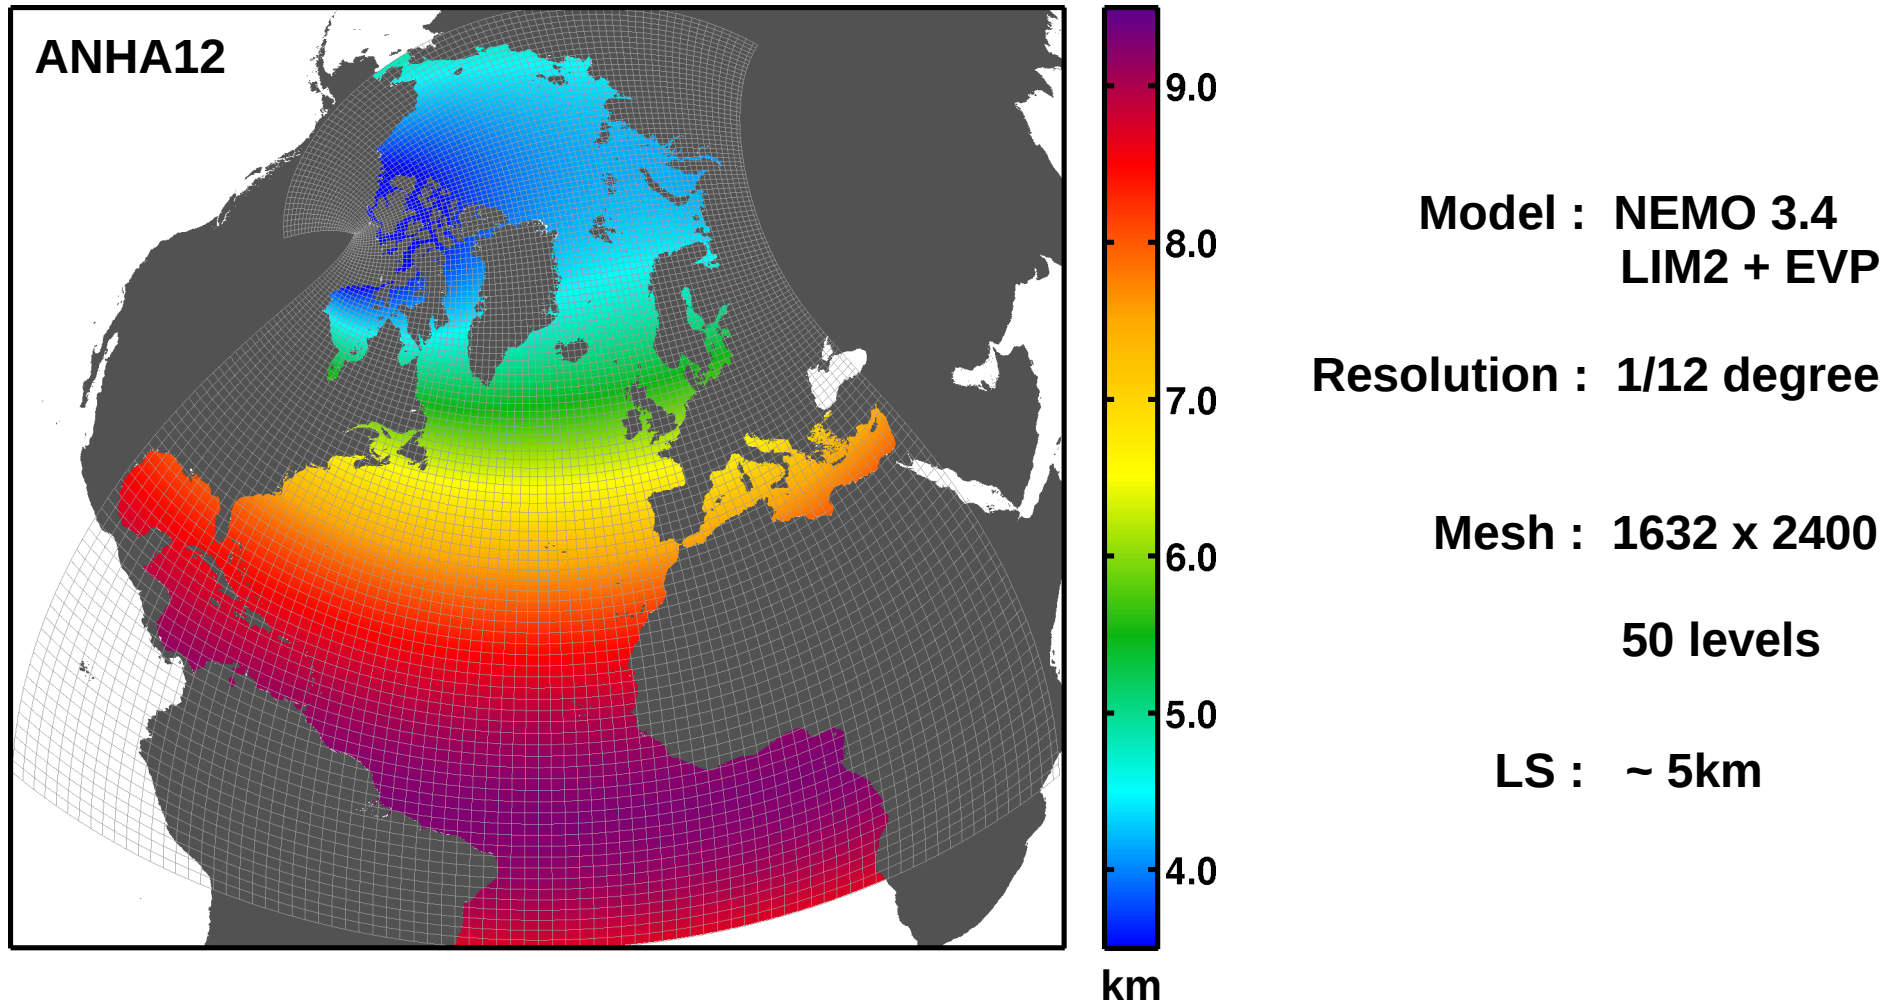 ANHA12
9.0
8.0
7.0
6.0
5.0
4.0
km
Model : NEMO 3.4
LIM2 + EVP
Resolution : 1/12 degree
Mesh : 1632 x 2400
50 levels
LS : ~ 5km